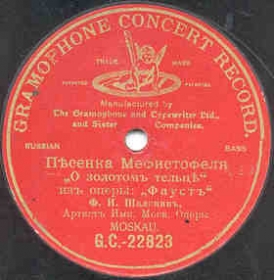 GRAMOPHONE CONCERT RECORD.
TRADE MARK
Manufactured by
The Gramophone and Typewriter Ltd.,
and Sister Companies.
RUSSIAN BASS
Пѣсенка Мефистофеля
„О золотомъ тельцѣ“
изъ оперы: „Фаустъ“
Ф. И. Шаляпинъ,
Артистъ Имп. Моск. Оперы
MOSKAU.
G.C.-22823